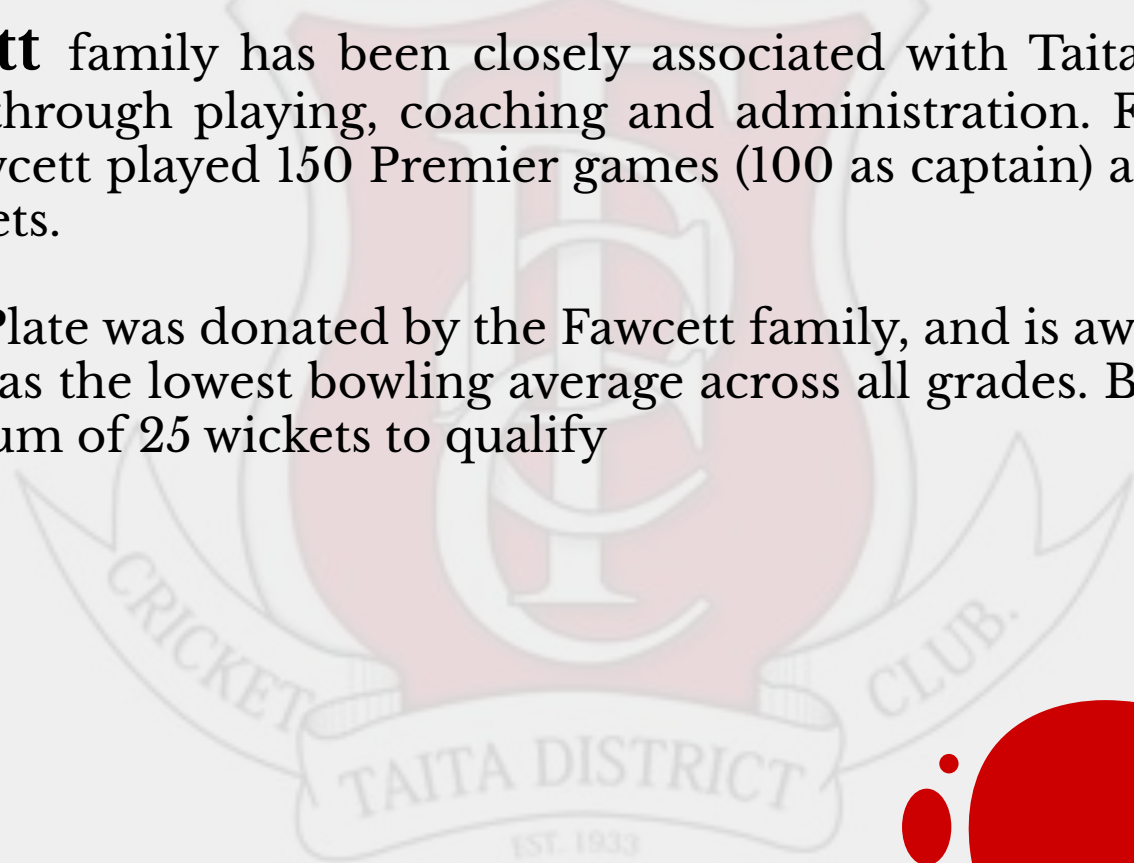 tt family has been closely associated with Taita
through playing, coaching and administration. F
cett played 150 Premier games (100 as captain) a
ets.
Plate was donated by the Fawcett family, and is aw
as the lowest bowling average across all grades. B
um of 25 wickets to qualify
CRICKET
CLUB.
TAITA DISTRICT
EST. 1933